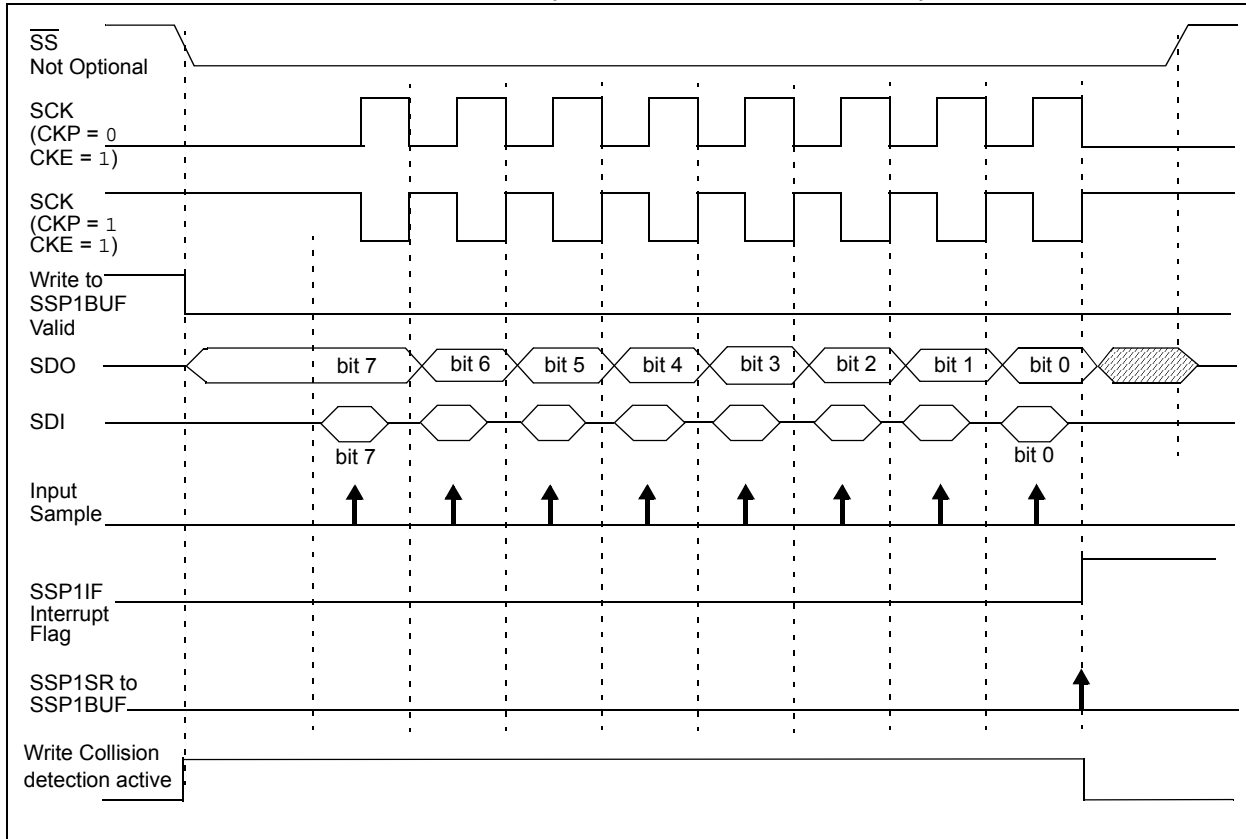 SS
Not Optional
SCK
(CKP = 0
CKE = 1)
SCK
(CKP = 1
CKE = 1)
Write to
SSP1BUF
Valid
SDO
bit 7 bit 6 bit 5 bit 4 bit 3 bit 2 bit 1 bit 0
SDI
bit 7 bit 0
Input
Sample
SSP1IF
Interrupt
Flag
SSP1SR to
SSP1BUF
Write Collision
detection active